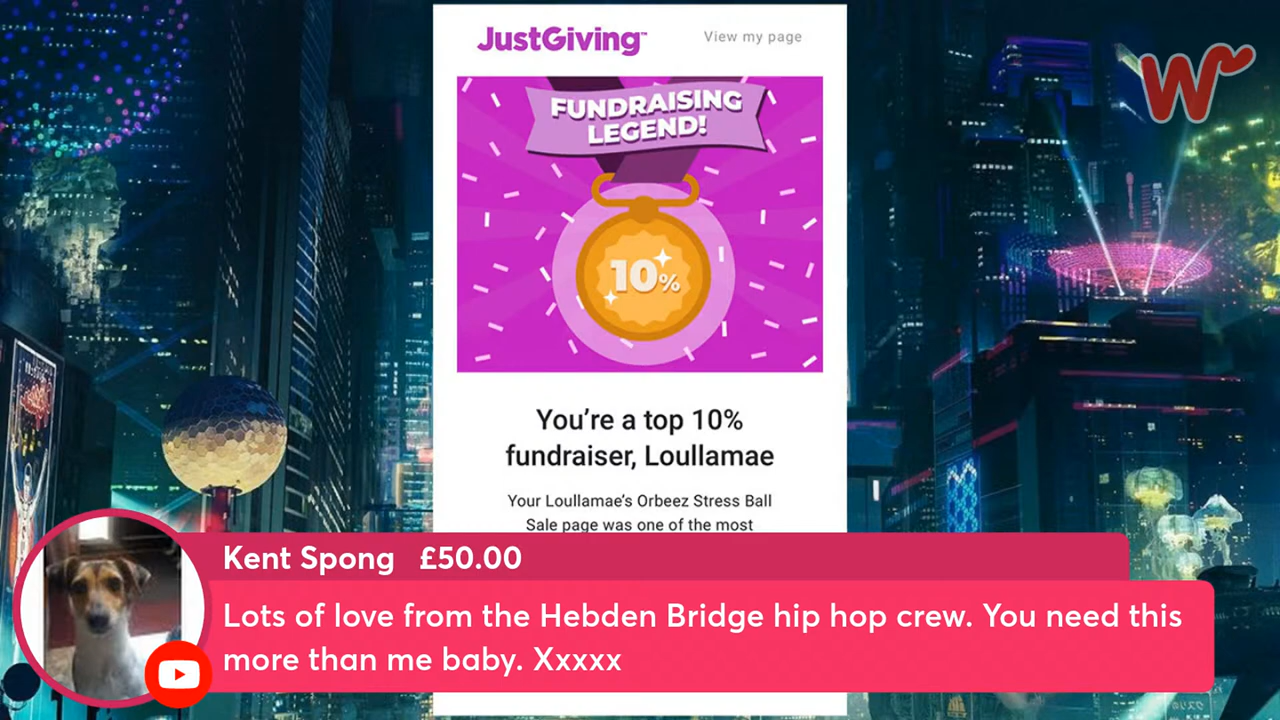 JustGiving™
View my page
W
FUNDRAISING
LEGEND!
10%
You’re a top 10%
fundraiser, Loullamae
Your Loullamae’s Orbeez Stress Ball
Sale page was one of the most
Kent Spong £50.00
Lots of love from the Hebden Bridge hip hop crew. You need this
more than me baby. Xxxxx